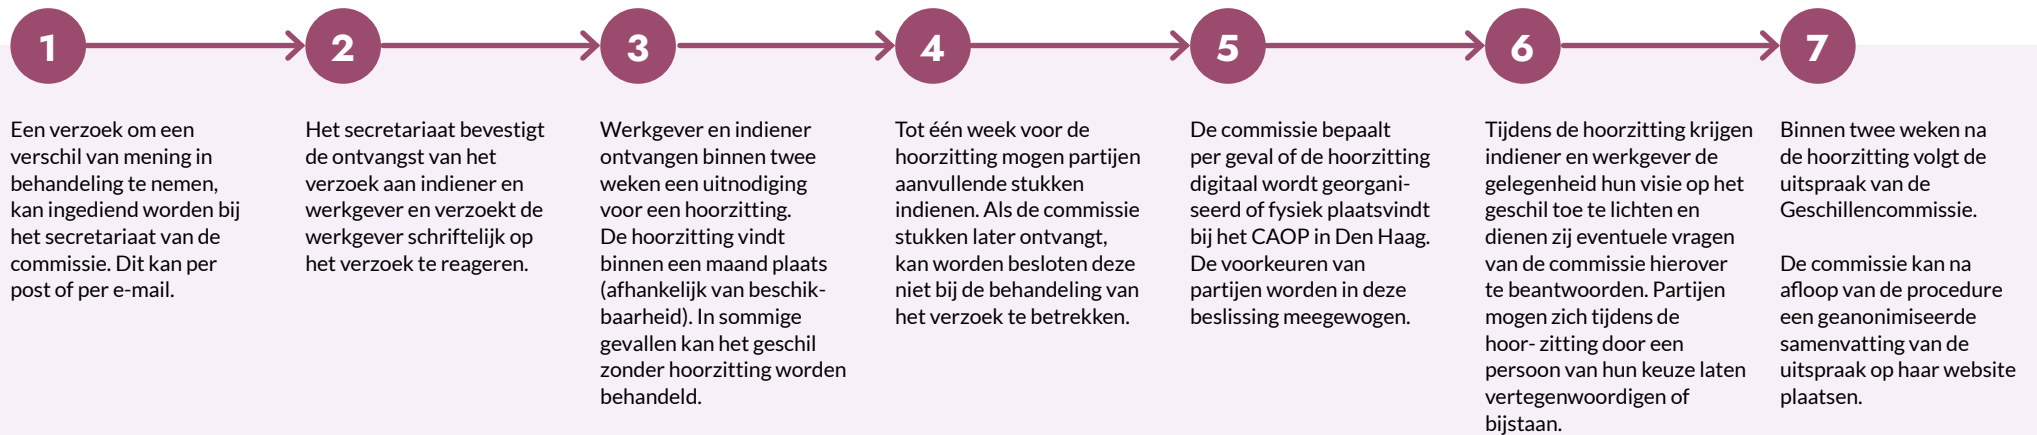 1
Een verzoek om een
verschil van mening in
behandeling te nemen,
kan ingediend worden bij
het secretariaat van de
commissie. Dit kan per
post of per e-mail.
2
Het secretariaat bevestigt
de ontvangst van het
verzoek aan indiener en
werkgever en verzoekt de
werkgever schriftelijk op
het verzoek te reageren.
3
Werkgever en indiener
ontvangen binnen twee
weken een uitnodiging
voor een hoorzitting.
De hoorzitting vindt
binnen een maand plaats
(afhankelijk van beschik-
baarheid). In sommige
gevallen kan het geschil
zonder hoorzitting worden
behandeld.
4
Tot één week voor de
hoorzitting mogen partijen
aanvullende stukken
indienen. Als de commissie
stukken later ontvangt,
kan worden besloten deze
niet bij de behandeling van
het verzoek te betrekken.
5
De commissie bepaalt
per geval of de hoorzitting
digitaal wordt georgani-
seerd of fysiek plaatsvindt
bij het CAOP in Den Haag.
De voorkeuren van
partijen worden in deze
beslissing meegewogen.
6
Tijdens de hoorzitting krijgen
indiener en werkgever de
gelegenheid hun visie op het
geschil toe te lichten en
dienen zij eventuele vragen
van de commissie hierover
te beantwoorden. Partijen
mogen zich tijdens de
hoor- zitting door een
persoon van hun keuze laten
vertegenwoordigen of
bijstaan.
7
Binnen twee weken na
de hoorzitting volgt de
uitspraak van de
Geschillencommissie.
De commissie kan na
afloop van de procedure
een geanonimiseerde
samenvatting van de
uitspraak op haar website
plaatsen.